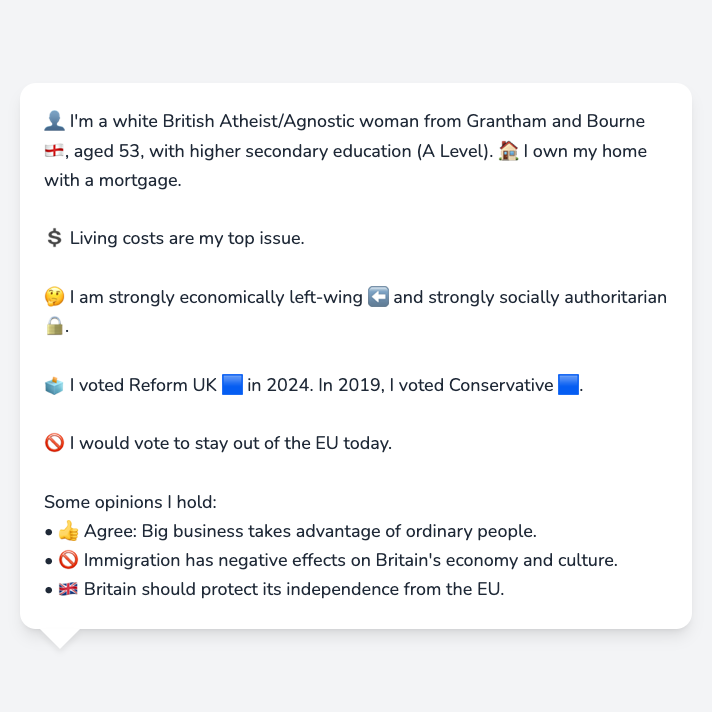 👤 I'm a white British Atheist/Agnostic woman from Grantham and Bourne
🏴󠁧󠁢󠁥󠁮󠁧󠁿, aged 53, with higher secondary education (A Level). 🏠 I own my home
with a mortgage.
💲 Living costs are my top issue.
🤔 I am strongly economically left-wing ⬅️ and strongly socially authoritarian
🔒.
🗳️ I voted Reform UK 🟦 in 2024. In 2019, I voted Conservative 🟦.
🚫 I would vote to stay out of the EU today.
Some opinions I hold:
• 👍 Agree: Big business takes advantage of ordinary people.
• 🚫 Immigration has negative effects on Britain's economy and culture.
• 🇬🇧 Britain should protect its independence from the EU.